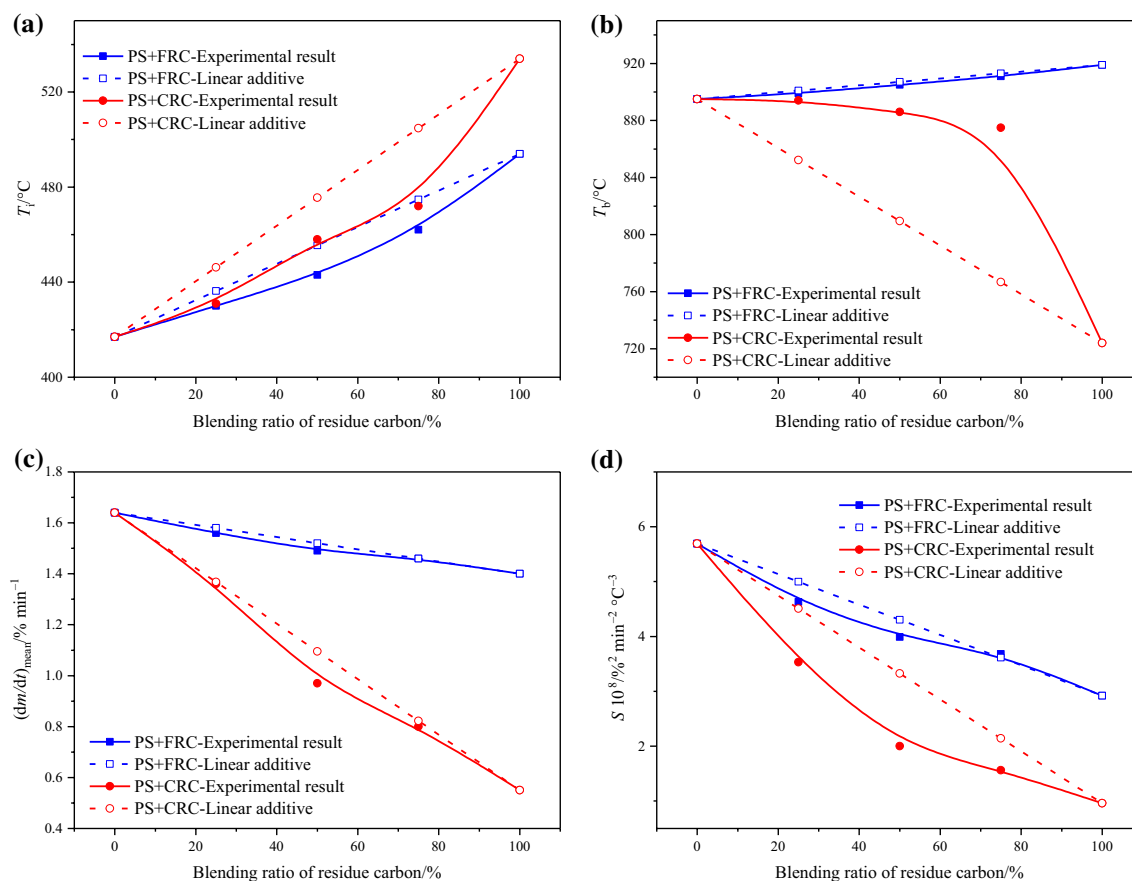 (a)
PS+FRC-Experimental result
PS+FRC-Linear additive
PS+CRC-Experimental result
PS+CRC-Linear additive
520
480
440
400
T_i/°C
0 20 40 60 80 100
Blending ratio of residue carbon/%
(b)
920
880
840
800
760
720
T_b/°C
PS+FRC-Experimental result
PS+FRC-Linear additive
PS+CRC-Experimental result
PS+CRC-Linear additive
0 20 40 60 80 100
Blending ratio of residue carbon/%
(c)
1.8
1.6
1.4
1.2
1.0
0.8
0.6
0.4
(dm/dt)_mean/% min⁻¹
PS+FRC-Experimental result
PS+FRC-Linear additive
PS+CRC-Experimental result
PS+CRC-Linear additive
0 20 40 60 80 100
Blending ratio of residue carbon/%
(d)
6
4
2
S 10⁻⁸/%² min⁻² °C⁻³
PS+FRC-Experimental result
PS+FRC-Linear additive
PS+CRC-Experimental result
PS+CRC-Linear additive
0 20 40 60 80 100
Blending ratio of residue carbon/%